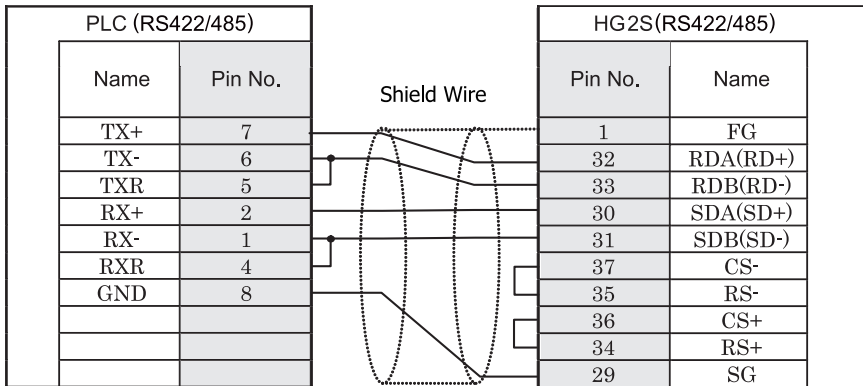 PLC (RS422/485) HG2S(RS422/485)
Name Pin No. Shield Wire Pin No. Name
TX+ 7 1 FG
TX- 6 32 RDA(RD+)
TXR 5 33 RDB(RD-)
RX+ 2 30 SDA(SD+)
RX- 1 31 SDB(SD-)
RXR 4 37 CS-
GND 8 35 RS-
36 CS+
34 RS+
29 SG